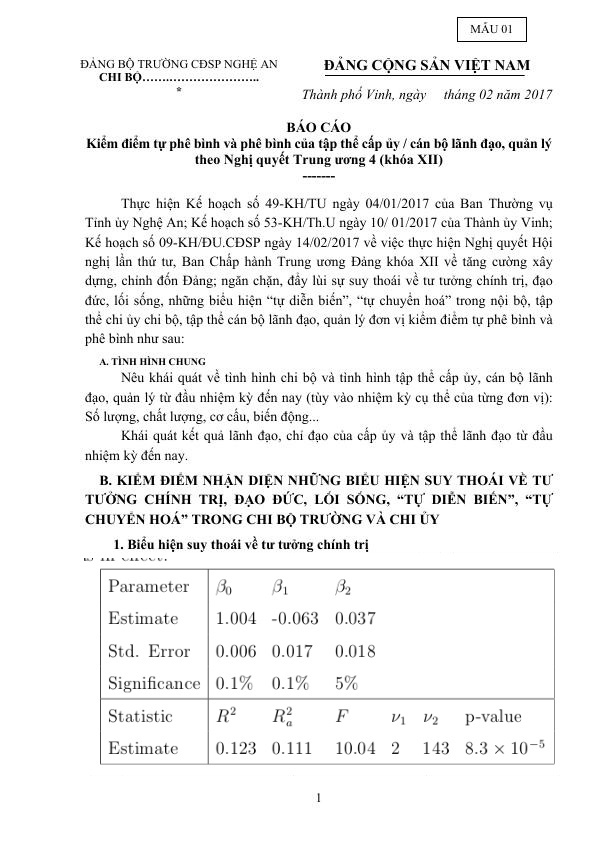 MẪU 01
ĐẢNG BỘ TRƯỜNG CĐSP NGHỆ AN
CHI BỘ…….…………………..
*
ĐẢNG CỘNG SẢN VIỆT NAM
Thành phố Vinh, ngày tháng 02 năm 2017
BÁO CÁO
Kiểm điểm tự phê bình và phê bình của tập thể cấp ủy / cán bộ lãnh đạo, quản lý
theo Nghị quyết Trung ương 4 (khóa XII)
-------
Thực hiện Kế hoạch số 49-KH/TU ngày 04/01/2017 của Ban Thường vụ
Tỉnh ủy Nghệ An; Kế hoạch số 53-KH/Th.U ngày 10/ 01/2017 của Thành ủy Vinh;
Kế hoạch số 09-KH/ĐU.CĐSP ngày 14/02/2017 về việc thực hiện Nghị quyết Hội
nghị lần thứ tư, Ban Chấp hành Trung ương Đảng khóa XII về tăng cường xây
dựng, chỉnh đốn Đảng; ngăn chặn, đẩy lùi sự suy thoái về tư tưởng chính trị, đạo
đức, lối sống, những biểu hiện “tự diễn biến”, “tự chuyển hoá” trong nội bộ, tập
thể chi ủy chi bộ, tập thể cán bộ lãnh đạo, quản lý đơn vị kiểm điểm tự phê bình và
phê bình như sau:
A. TÌNH HÌNH CHUNG
Nêu khái quát về tình hình chi bộ và tình hình tập thể cấp ủy, cán bộ lãnh
đạo, quản lý từ đầu nhiệm kỳ đến nay (tùy vào nhiệm kỳ cụ thể của từng đơn vị):
Số lượng, chất lượng, cơ cấu, biến động...
Khái quát kết quả lãnh đạo, chỉ đạo của cấp ủy và tập thể lãnh đạo từ đầu
nhiệm kỳ đến nay.
B. KIỂM ĐIỂM NHẬN DIỆN NHỮNG BIỂU HIỆN SUY THOÁI VỀ TƯ
TƯỞNG CHÍNH TRỊ, ĐẠO ĐỨC, LỐI SỐNG, “TỰ DIỄN BIẾN”, “TỰ
CHUYỂN HOÁ” TRONG CHI BỘ TRƯỜNG VÀ CHI ỦY
1. Biểu hiện suy thoái về tư tưởng chính trị
Parameter β0 β1 β2
Estimate 1.004 -0.063 0.037
Std. Error 0.006 0.017 0.018
Significance 0.1% 0.1% 5%
Statistic R² R²ₐ F ν₁ ν₂ p-value
Estimate 0.123 0.111 10.04 2 143 8.3 × 10⁻⁵
1